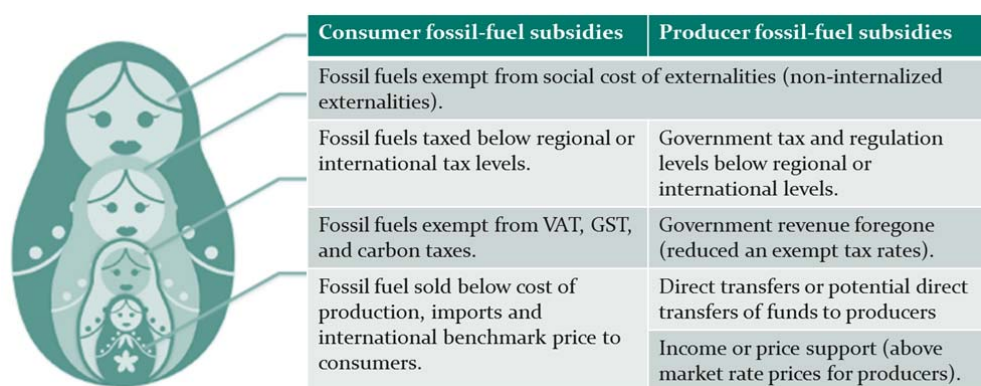 Consumer fossil-fuel subsidies
Producer fossil-fuel subsidies
Fossil fuels exempt from social cost of externalities (non-internalized
externalities).
Fossil fuels taxed below regional or
international tax levels.
Government tax and regulation
levels below regional or
international levels.
Fossil fuels exempt from VAT, GST,
and carbon taxes.
Government revenue foregone
(reduced an exempt tax rates).
Fossil fuel sold below cost of
production, imports and
international benchmark price to
consumers.
Direct transfers or potential direct
transfers of funds to producers
Income or price support (above
market rate prices for producers).